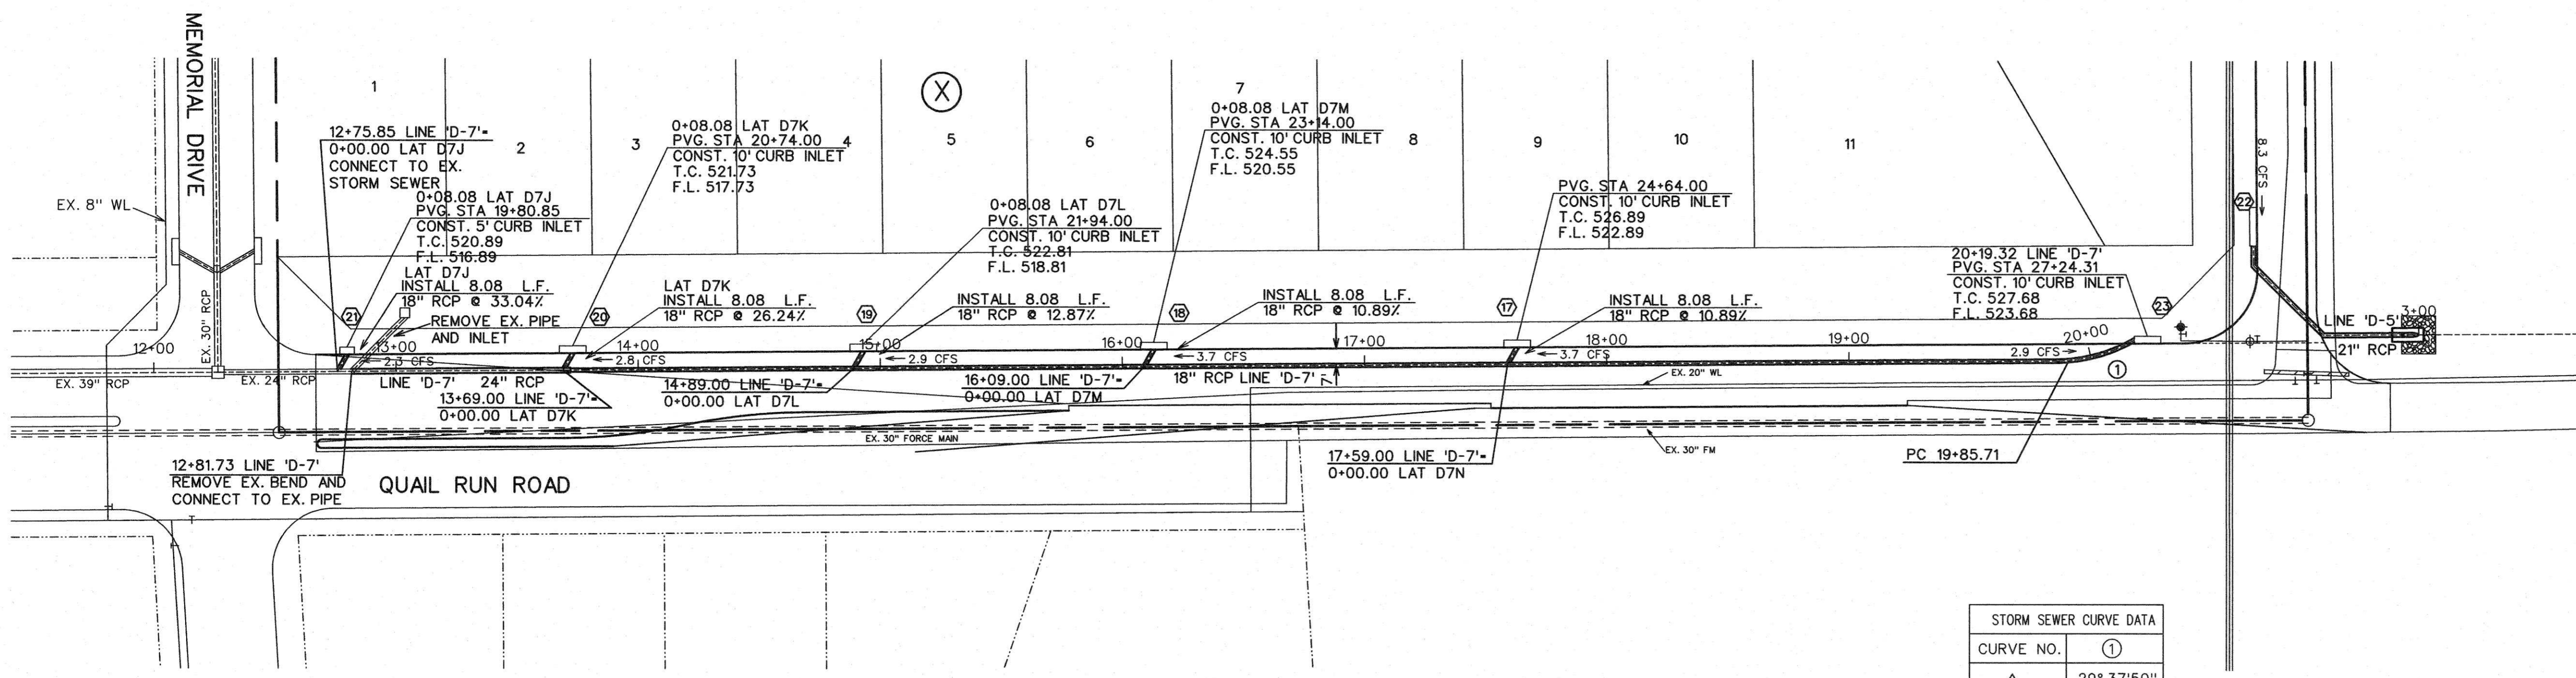 MEMORIAL DRIVE
EX. 8" WL
1
2
3
4
5
6
7
8
9
10
11
X
12+75.85 LINE 'D-7'=
0+00.00 LAT D7J
CONNECT TO EX.
STORM SEWER
0+08.08 LAT D7J
PVG. STA 19+80.85
CONST. 5' CURB INLET
T.C. 520.89
F.L. 516.89
LAT D7J
INSTALL 8.08 L.F.
18" RCP @ 33.04%
REMOVE EX. PIPE
AND INLET
0+08.08 LAT D7K
PVG. STA 20+74.00
CONST. 10' CURB INLET
T.C. 521.73
F.L. 517.73
LAT D7K
INSTALL 8.08 L.F.
18" RCP @ 26.24%
0+08.08 LAT D7L
PVG. STA 21+94.00
CONST. 10' CURB INLET
T.C. 522.81
F.L. 518.81
INSTALL 8.08 L.F.
18" RCP @ 12.87%
0+08.08 LAT D7M
PVG. STA 23+14.00
CONST. 10' CURB INLET
T.C. 524.55
F.L. 520.55
INSTALL 8.08 L.F.
18" RCP @ 10.89%
PVG. STA 24+64.00
CONST. 10' CURB INLET
T.C. 526.89
F.L. 522.89
INSTALL 8.08 L.F.
18" RCP @ 10.89%
20+19.32 LINE 'D-7'
PVG. STA 27+24.31
CONST. 10' CURB INLET
T.C. 527.68
F.L. 523.68
8.3 CFS
22
21
20
19
18
17
23
LINE 'D-5'
3+00
21" RCP
12+00
13+00
14+00
15+00
16+00
17+00
18+00
19+00
20+00
EX. 30" RCP
2.3 CFS
2.8 CFS
2.9 CFS
3.7 CFS
3.7 CFS
2.9 CFS
EX. 39" RCP
EX. 24" RCP
LINE 'D-7'
24" RCP
18" RCP LINE 'D-7'
7'
EX. 20" WL
1
13+69.00 LINE 'D-7'=
0+00.00 LAT D7K
14+89.00 LINE 'D-7'=
0+00.00 LAT D7L
16+09.00 LINE 'D-7'=
0+00.00 LAT D7M
EX. 30" FORCE MAIN
EX. 30" FM
17+59.00 LINE 'D-7'=
0+00.00 LAT D7N
PC 19+85.71
12+81.73 LINE 'D-7'
REMOVE EX. BEND AND
CONNECT TO EX. PIPE
QUAIL RUN ROAD
STORM SEWER CURVE DATA
CURVE NO. 1
29°37'50"